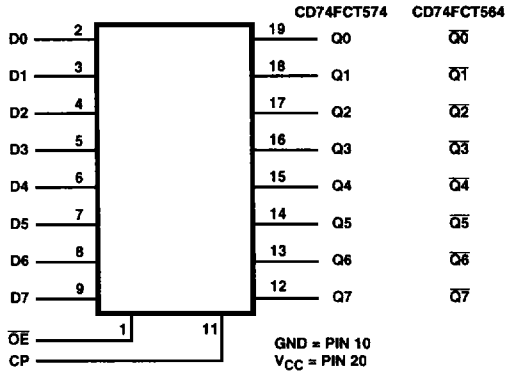 CD74FCT574 CD74FCT564
D0 2 19 Q0 Q̅0̅
D1 3 18 Q1 Q̅1̅
D2 4 17 Q2 Q̅2̅
D3 5 16 Q3 Q̅3̅
D4 6 15 Q4 Q̅4̅
D5 7 14 Q5 Q̅5̅
D6 8 13 Q6 Q̅6̅
D7 9 12 Q7 Q̅7̅
O̅E̅ 1 11
CP
GND = PIN 10
VCC = PIN 20